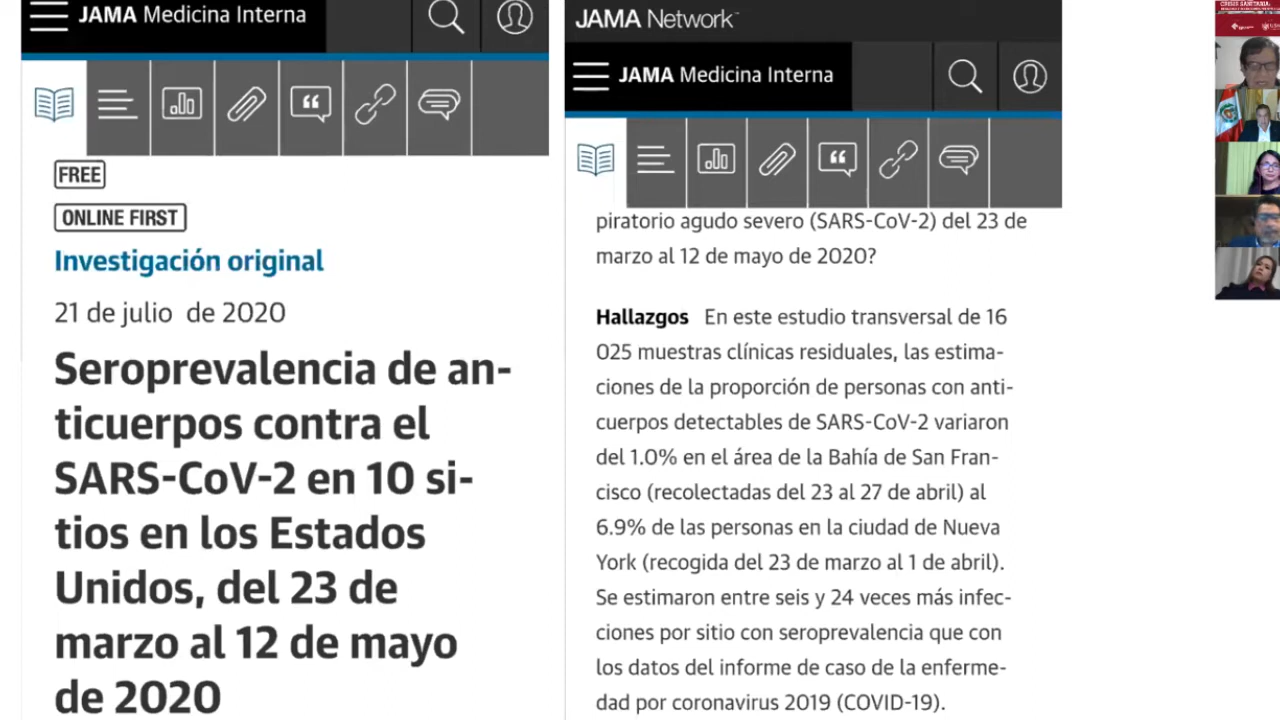 JAMA Medicina Interna
FREE
ONLINE FIRST
Investigación original
21 de julio de 2020
Seroprevalencia de an-
ticuerpos contra el
SARS-CoV-2 en 10 si-
tios en los Estados
Unidos, del 23 de
marzo al 12 de mayo
de 2020
JAMA Network
JAMA Medicina Interna
piratorio agudo severo (SARS-CoV-2) del 23 de
marzo al 12 de mayo de 2020?
Hallazgos En este estudio transversal de 16
025 muestras clínicas residuales, las estima-
ciones de la proporción de personas con anti-
cuerpos detectables de SARS-CoV-2 variaron
del 1.0% en el área de la Bahía de San Fran-
cisco (recolectadas del 23 al 27 de abril) al
6.9% de las personas en la ciudad de Nueva
York (recogida del 23 de marzo al 1 de abril).
Se estimaron entre seis y 24 veces más infec-
ciones por sitio con seroprevalencia que con
los datos del informe de caso de la enferme-
dad por coronavirus 2019 (COVID-19).
CRISIS SANITARIA: